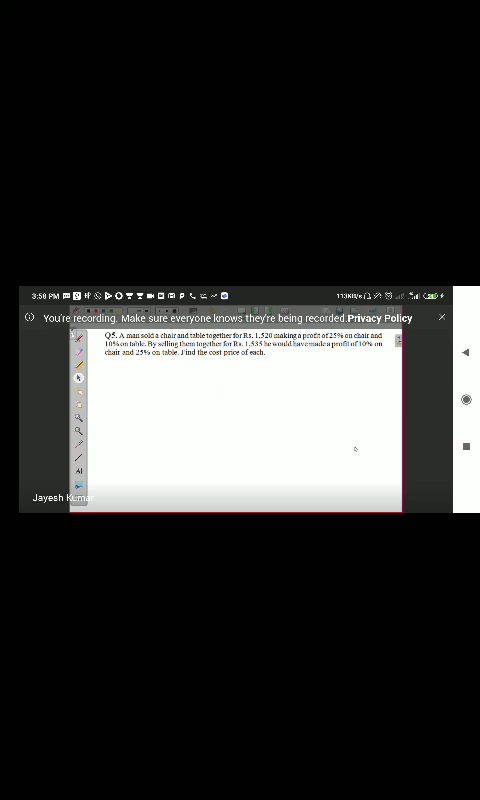 3:58 PM
113KB/s
You're recording. Make sure everyone knows they're being recorded.Privacy Policy
Q5. A man sold a chair and table together for Rs. 1,520 making a profit of 25% on chair and
10% on table. By selling them together for Rs. 1,535 he would have made a profit of 10% on
chair and 25% on table. Find the cost price of each.
A
Jayesh Kumar